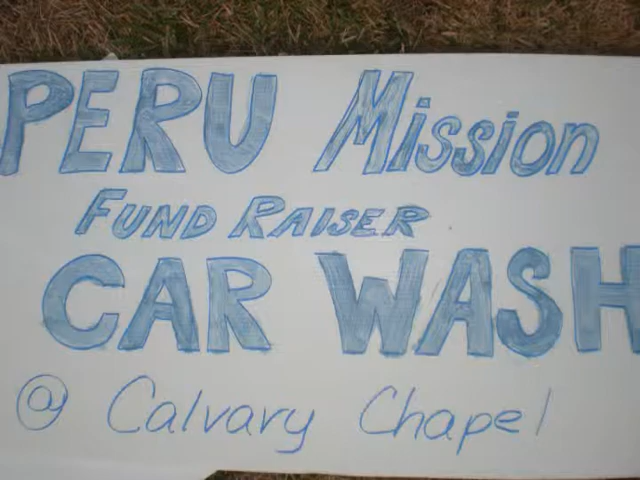 PERU Mission
FUND RAISER
CAR WASH
@ Calvary Chapel